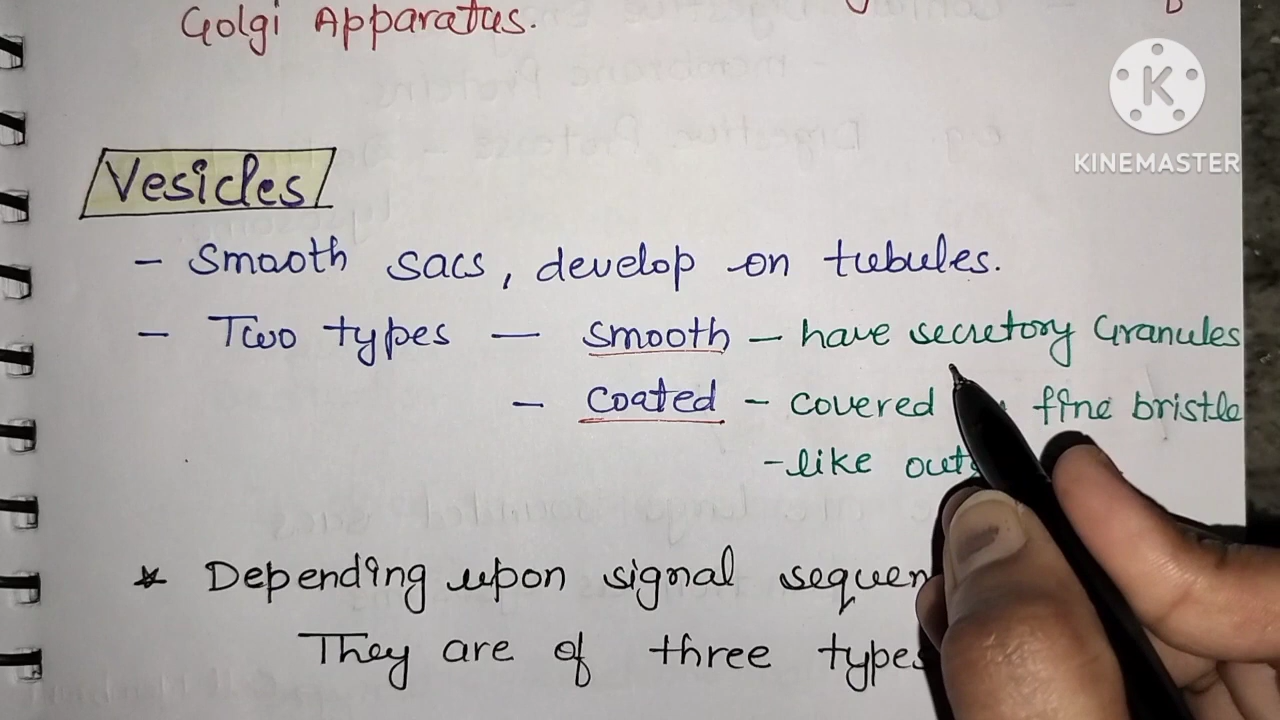 Golgi Apparatus.
K
KINEMASTER
Vesicles
- Smooth sacs, develop on tubules.
- Two types - smooth - have secretory Granules
- coated - covered fine bristle
-like
* Depending upon signal
They are of three types